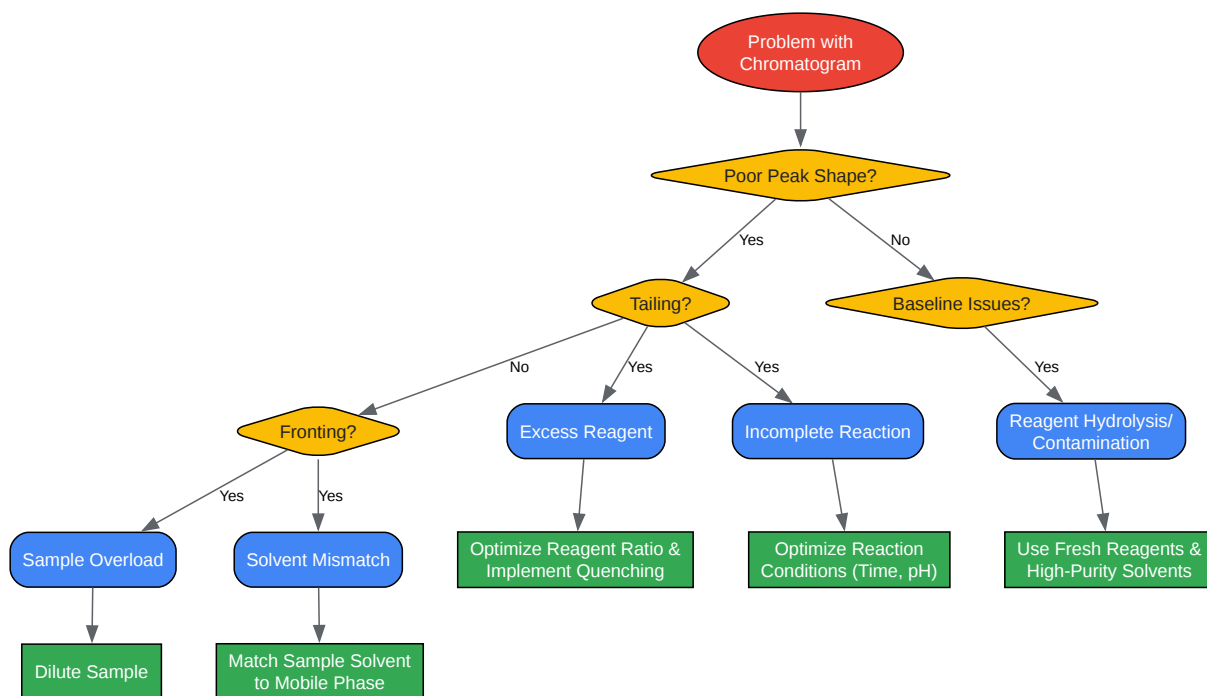 Problem with
Chromatogram
Poor Peak Shape?
Yes
No
Tailing?
Baseline Issues?
No
Yes
Yes
Yes
Fronting?
Excess Reagent
Incomplete Reaction
Reagent Hydrolysis/
Contamination
Yes
Yes
Sample Overload
Solvent Mismatch
Optimize Reagent Ratio &
Implement Quenching
Optimize Reaction
Conditions (Time, pH)
Use Fresh Reagents &
High-Purity Solvents
Dilute Sample
Match Sample Solvent
to Mobile Phase